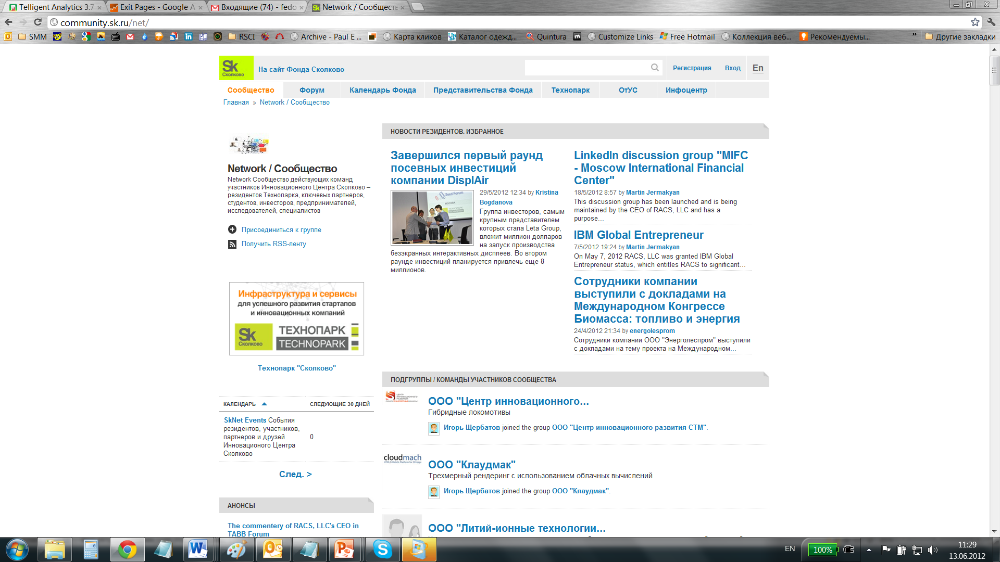 Telligent Analytics 3.7
Exit Pages - Google A
Входящие (74) - fedo
Network / Сообществ
community.sk.ru/net/
SMM
RSCI
Archive - Paul E ...
Карта кликов
Каталог одежд...
Quintura
Customize Links
Free Hotmail
Коллекция веб...
Рекомендуемы...
»
Другие закладки
Sk
Сколково
На сайт Фонда Сколково
Регистрация
Вход
En
Сообщество
Форум
Календарь Фонда
Представительства Фонда
Технопарк
ОтУС
Инфоцентр
Главная » Network / Сообщество
Network / Сообщество
Network Сообщество действующих команд
участников Инновационного Центра Сколково –
резидентов Технопарка, ключевых партнеров,
студентов, инвесторов, предпринимателей,
исследователей, специалистов
Присоединиться к группе
Получить RSS-ленту
Инфраструктура и сервисы
для успешного развития стартапов
и инновационных компаний
Sk
Сколково
ТЕХНОПАРК
TECHNOPARK
Технопарк "Сколково"
КАЛЕНДАРЬ
СЛЕДУЮЩИЕ 30 ДНЕЙ
SkNet Events События
резидентов, участников,
партнеров и друзей
Инновационого Центра
Сколково
0
След. >
АНОНСЫ
The commentery of RACS, LLC's CEO in
TABB Forum
НОВОСТИ РЕЗИДЕНТОВ. ИЗБРАННОЕ
Завершился первый раунд
посевных инвестиций
компании DisplAir
Seed Forum
МОСКВА
ТЕХНОПАРК
TECHNOPARK
29/5/2012 12:34 by Kristina
Bogdanova
Группа инвесторов, самым
крупным представителем
которых стала Leta Group,
вложит миллион долларов
на запуск производства
безэкранных интерактивных дисплеев. Во втором
раунде инвестиций планируется привлечь еще 8
миллионов.
LinkedIn discussion group "MIFC
- Moscow International Financial
Center"
18/5/2012 8:57 by Martin Jermakyan
This discussion group has been launched and is being
maintained by the CEO of RACS, LLC and has a
purpose...
IBM Global Entrepreneur
7/5/2012 19:24 by Martin Jermakyan
On May 7, 2012 RACS, LLC was granted IBM Global
Entrepreneur status, which entitles RACS to significant...
Сотрудники компании
выступили с докладами на
Международном Конгрессе
Биомасса: топливо и энергия
24/4/2012 21:34 by energolesprom
Сотрудники компании ООО "Энерголеспром" выступили
с докладами на тему проекта на Международном...
ПОДГРУППЫ / КОМАНДЫ УЧАСТНИКОВ СООБЩЕСТВА
ООО "Центр инновационного...
Гибридные локомотивы
Игорь Щербатов joined the group ООО "Центр инновационного развития СТМ".
cloudmach
ООО "Клаудмак"
Трехмерный рендеринг с использованием облачных вычислений
Игорь Щербатов joined the group ООО "Клаудмак".
ООО "Литий-ионные технологии...
EN
100%
11:29
13.06.2012